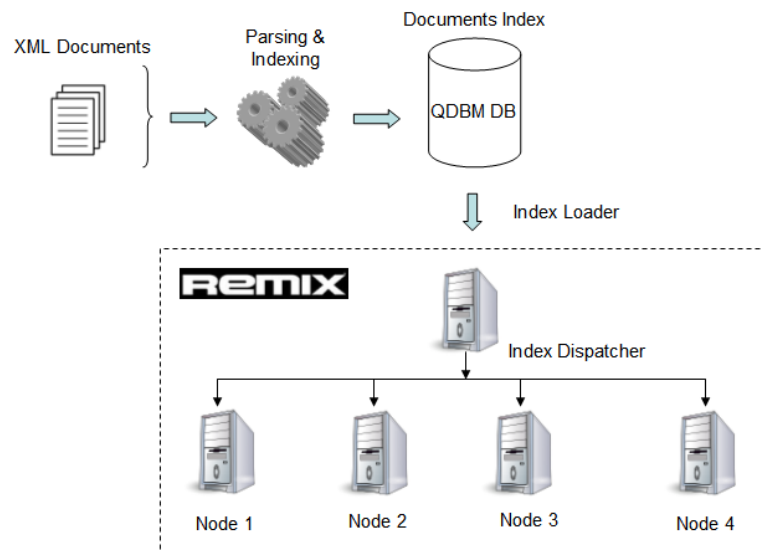 Documents Index
Parsing &
Indexing
XML Documents
QDBM DB
Index Loader
Remix
Index Dispatcher
Node 1
Node 2
Node 3
Node 4